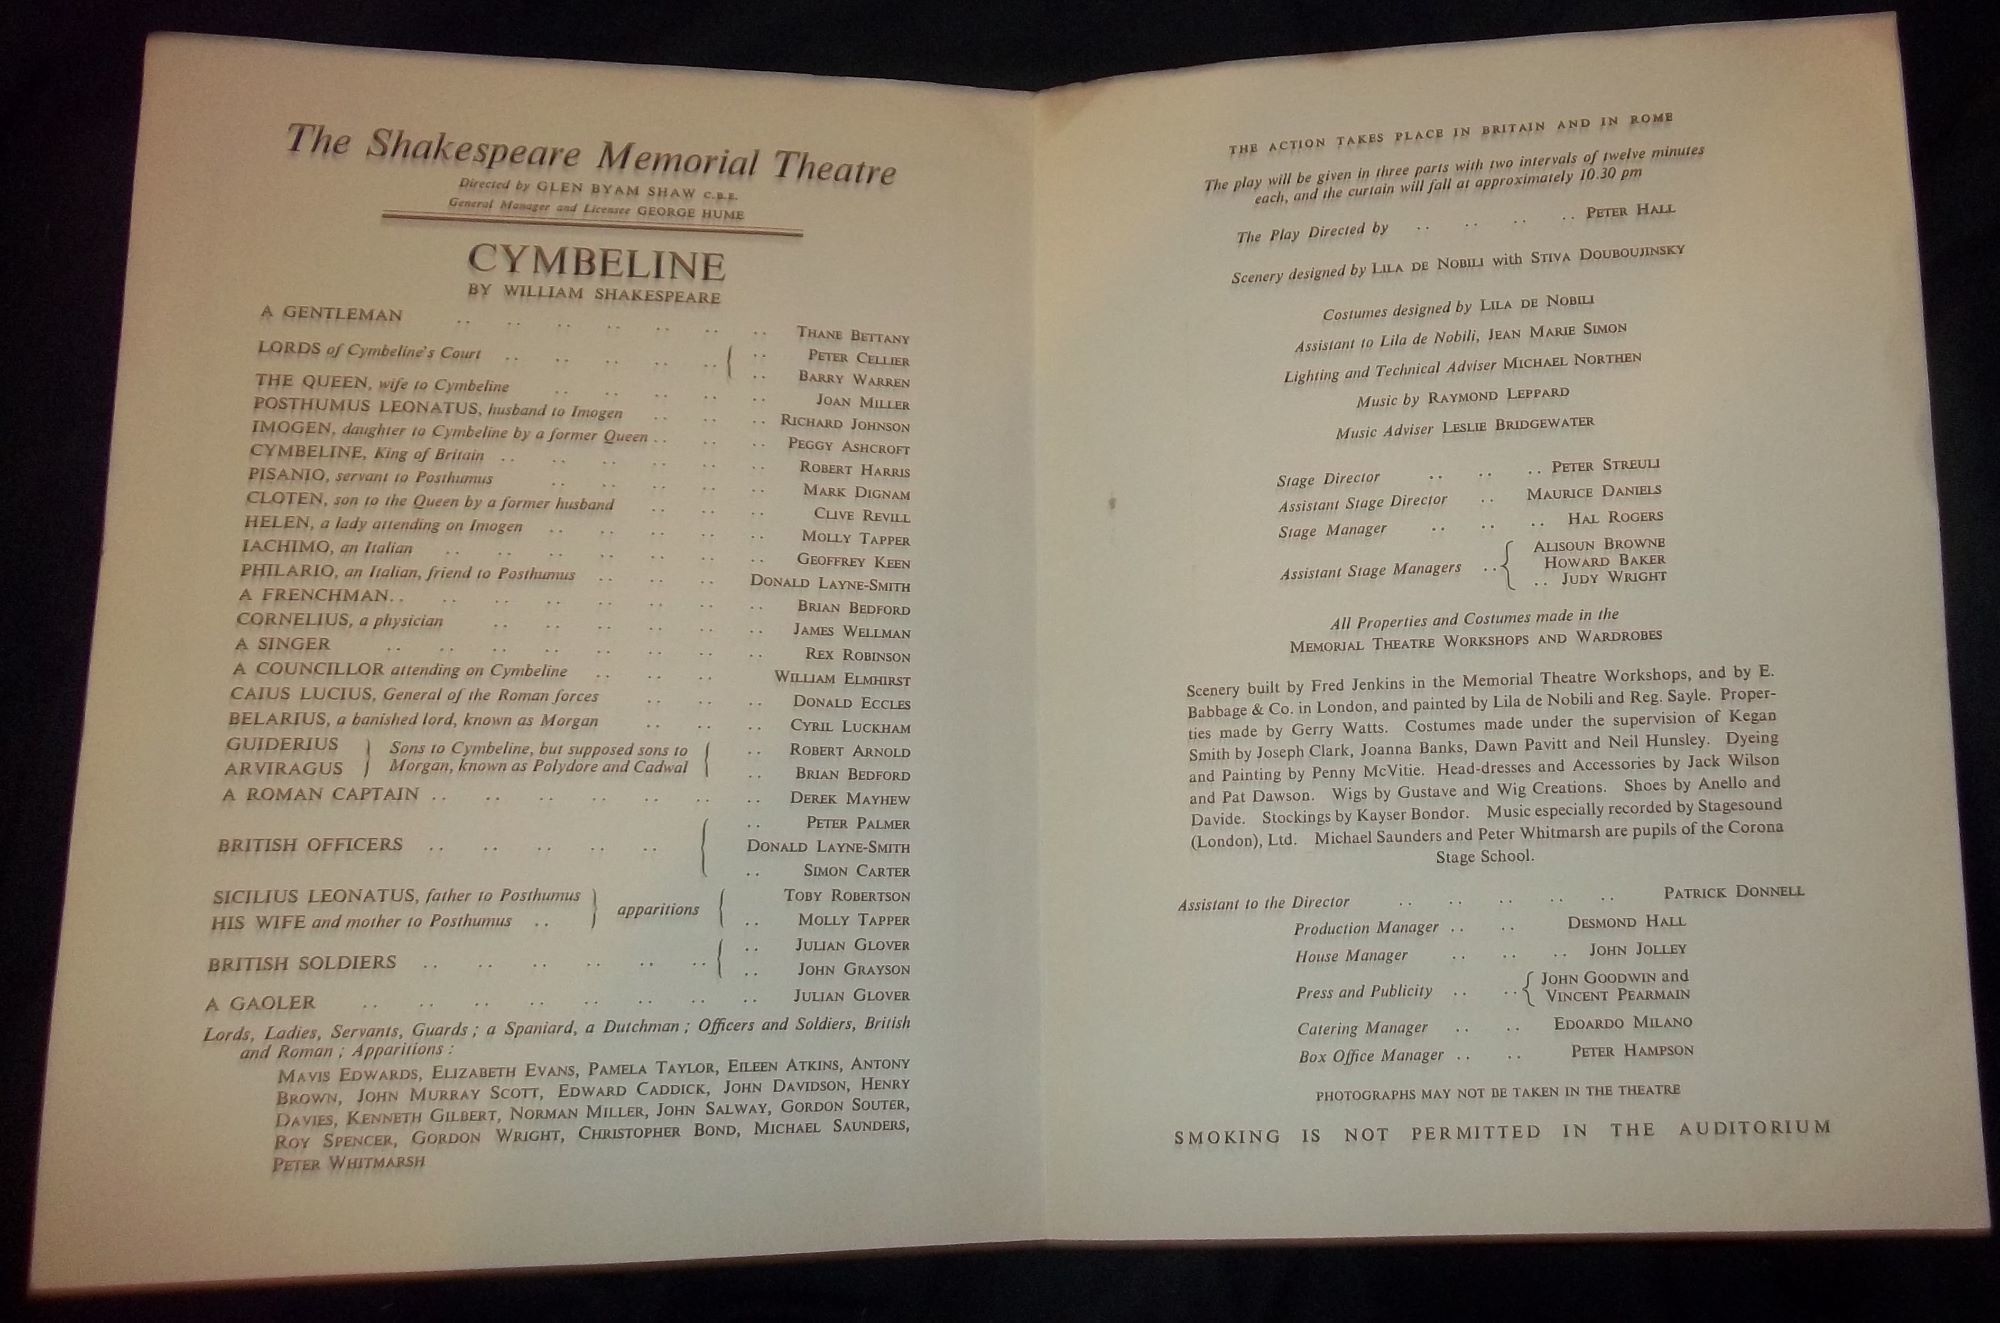 The Shakespeare Memorial Theatre
Directed by GLEN BYAM SHAW C.B.E.
General Manager and Licensee GEORGE HUME
CYMBELINE
BY WILLIAM SHAKESPEARE
A GENTLEMAN .. .. .. .. .. .. .. THANE BETTANY
LORDS of Cymbeline's Court .. .. .. .. .. { .. PETER CELLIER
.. BARRY WARREN
THE QUEEN, wife to Cymbeline .. .. .. .. .. JOAN MILLER
POSTHUMUS LEONATUS, husband to Imogen .. .. .. RICHARD JOHNSON
IMOGEN, daughter to Cymbeline by a former Queen .. .. .. PEGGY ASHCROFT
CYMBELINE, King of Britain .. .. .. .. .. .. ROBERT HARRIS
PISANIO, servant to Posthumus .. .. .. .. .. MARK DIGNAM
CLOTEN, son to the Queen by a former husband .. .. .. CLIVE REVILL
HELEN, a lady attending on Imogen .. .. .. .. .. MOLLY TAPPER
IACHIMO, an Italian .. .. .. .. .. .. .. GEOFFREY KEEN
PHILARIO, an Italian, friend to Posthumus .. .. .. DONALD LAYNE-SMITH
A FRENCHMAN .. .. .. .. .. .. .. .. BRIAN BEDFORD
CORNELIUS, a physician .. .. .. .. .. .. JAMES WELLMAN
A SINGER .. .. .. .. .. .. .. .. REX ROBINSON
A COUNCILLOR attending on Cymbeline .. .. .. WILLIAM ELMHIRST
CAIUS LUCIUS, General of the Roman forces .. .. .. DONALD ECCLES
BELARIUS, a banished lord, known as Morgan .. .. .. CYRIL LUCKHAM
GUIDERIUS } Sons to Cymbeline, but supposed sons to { .. ROBERT ARNOLD
ARVIRAGUS } Morgan, known as Polydore and Cadwal { .. BRIAN BEDFORD
A ROMAN CAPTAIN .. .. .. .. .. .. .. DEREK MAYHEW
.. PETER PALMER
BRITISH OFFICERS .. .. .. .. .. { DONALD LAYNE-SMITH
.. SIMON CARTER
SICILIUS LEONATUS, father to Posthumus } apparitions { TOBY ROBERTSON
HIS WIFE and mother to Posthumus .. } .. MOLLY TAPPER
BRITISH SOLDIERS .. .. .. .. .. .. { .. JULIAN GLOVER
.. JOHN GRAYSON
A GAOLER .. .. .. .. .. .. .. .. JULIAN GLOVER
Lords, Ladies, Servants, Guards ; a Spaniard, a Dutchman ; Officers and Soldiers, British
and Roman ; Apparitions :
MAVIS EDWARDS, ELIZABETH EVANS, PAMELA TAYLOR, EILEEN ATKINS, ANTONY
BROWN, JOHN MURRAY SCOTT, EDWARD CADDICK, JOHN DAVIDSON, HENRY
DAVIES, KENNETH GILBERT, NORMAN MILLER, JOHN SALWAY, GORDON SOUTER,
ROY SPENCER, GORDON WRIGHT, CHRISTOPHER BOND, MICHAEL SAUNDERS,
PETER WHITMARSH
THE ACTION TAKES PLACE IN BRITAIN AND IN ROME
The play will be given in three parts with two intervals of twelve minutes
each, and the curtain will fall at approximately 10.30 pm
The Play Directed by .. .. .. .. PETER HALL
Scenery designed by LILA DE NOBILI with STIVA DOUBOUJINSKY
Costumes designed by LILA DE NOBILI
Assistant to Lila de Nobili, JEAN MARIE SIMON
Lighting and Technical Adviser MICHAEL NORTHEN
Music by RAYMOND LEPPARD
Music Adviser LESLIE BRIDGEWATER
Stage Director .. .. .. PETER STREULI
Assistant Stage Director .. MAURICE DANIELS
Stage Manager .. .. .. HAL ROGERS
ALISOUN BROWNE
Assistant Stage Managers .. { HOWARD BAKER
.. JUDY WRIGHT
All Properties and Costumes made in the
MEMORIAL THEATRE WORKSHOPS AND WARDROBES
Scenery built by Fred Jenkins in the Memorial Theatre Workshops, and by E.
Babbage & Co. in London, and painted by Lila de Nobili and Reg. Sayle. Proper-
ties made by Gerry Watts. Costumes made under the supervision of Kegan
Smith by Joseph Clark, Joanna Banks, Dawn Pavitt and Neil Hunsley. Dyeing
and Painting by Penny McVitie. Head-dresses and Accessories by Jack Wilson
and Pat Dawson. Wigs by Gustave and Wig Creations. Shoes by Anello and
Davide. Stockings by Kayser Bondor. Music especially recorded by Stagesound
(London), Ltd. Michael Saunders and Peter Whitmarsh are pupils of the Corona
Stage School.
Assistant to the Director .. .. .. .. .. PATRICK DONNELL
Production Manager .. .. DESMOND HALL
House Manager .. .. .. JOHN JOLLEY
Press and Publicity .. .. { JOHN GOODWIN and
VINCENT PEARMAIN
Catering Manager .. .. EDOARDO MILANO
Box Office Manager .. .. PETER HAMPSON
PHOTOGRAPHS MAY NOT BE TAKEN IN THE THEATRE
SMOKING IS NOT PERMITTED IN THE AUDITORIUM